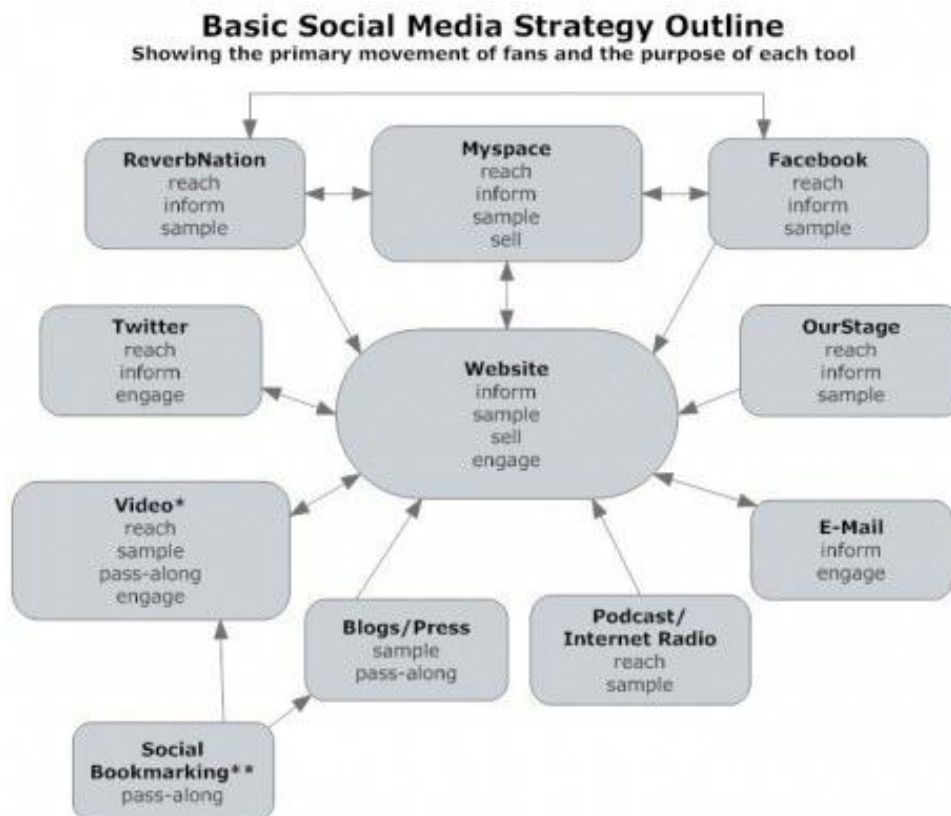 Basic Social Media Strategy Outline
Showing the primary movement of fans and the purpose of each tool
ReverbNation
reach
inform
sample
Myspace
reach
inform
sample
sell
Facebook
reach
inform
sample
Twitter
reach
inform
engage
Website
inform
sample
sell
engage
OurStage
reach
inform
sample
Video*
reach
sample
pass-along
engage
E-Mail
inform
engage
Blogs/Press
sample
pass-along
Podcast/
Internet Radio
reach
sample
Social
Bookmarking**
pass-along